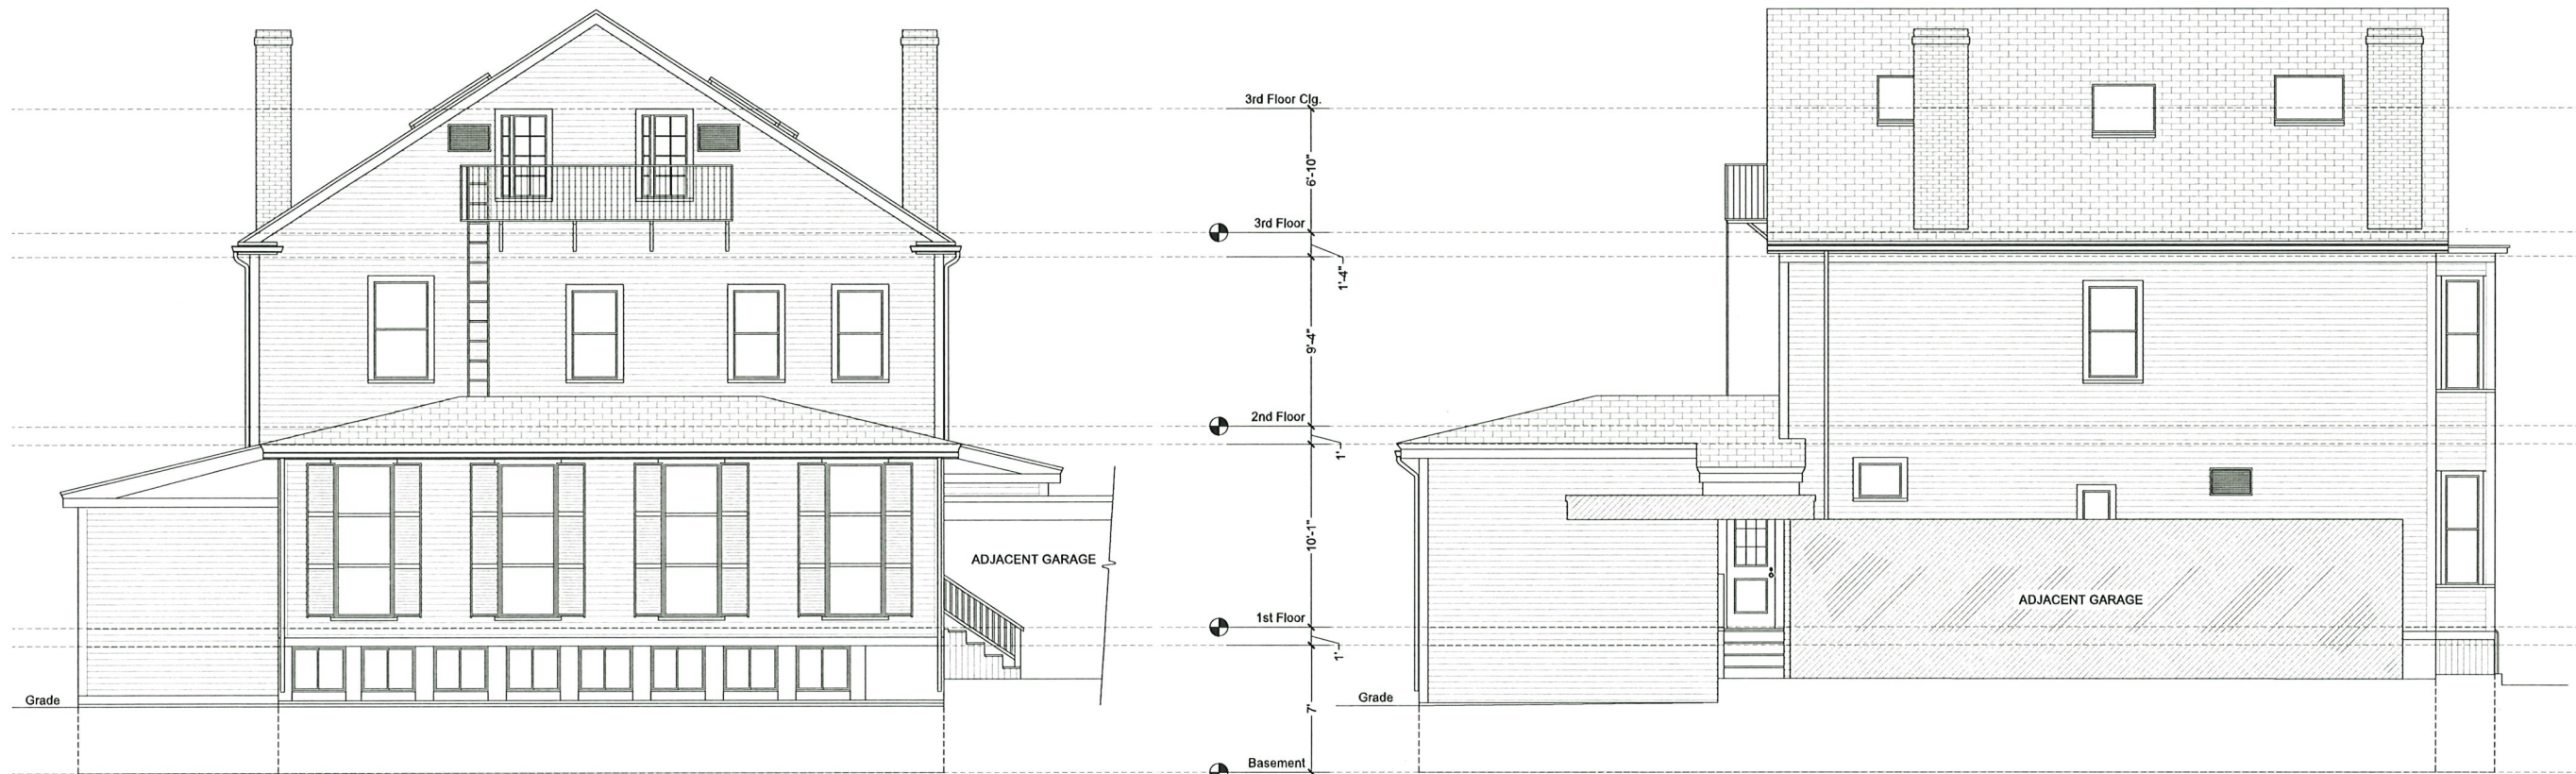 3rd Floor Clg.
6'-10"
3rd Floor
1'-4"
9'-4"
2nd Floor
1'
10'-1"
ADJACENT GARAGE
ADJACENT GARAGE
1st Floor
1'
Grade
Grade
7'
Basement